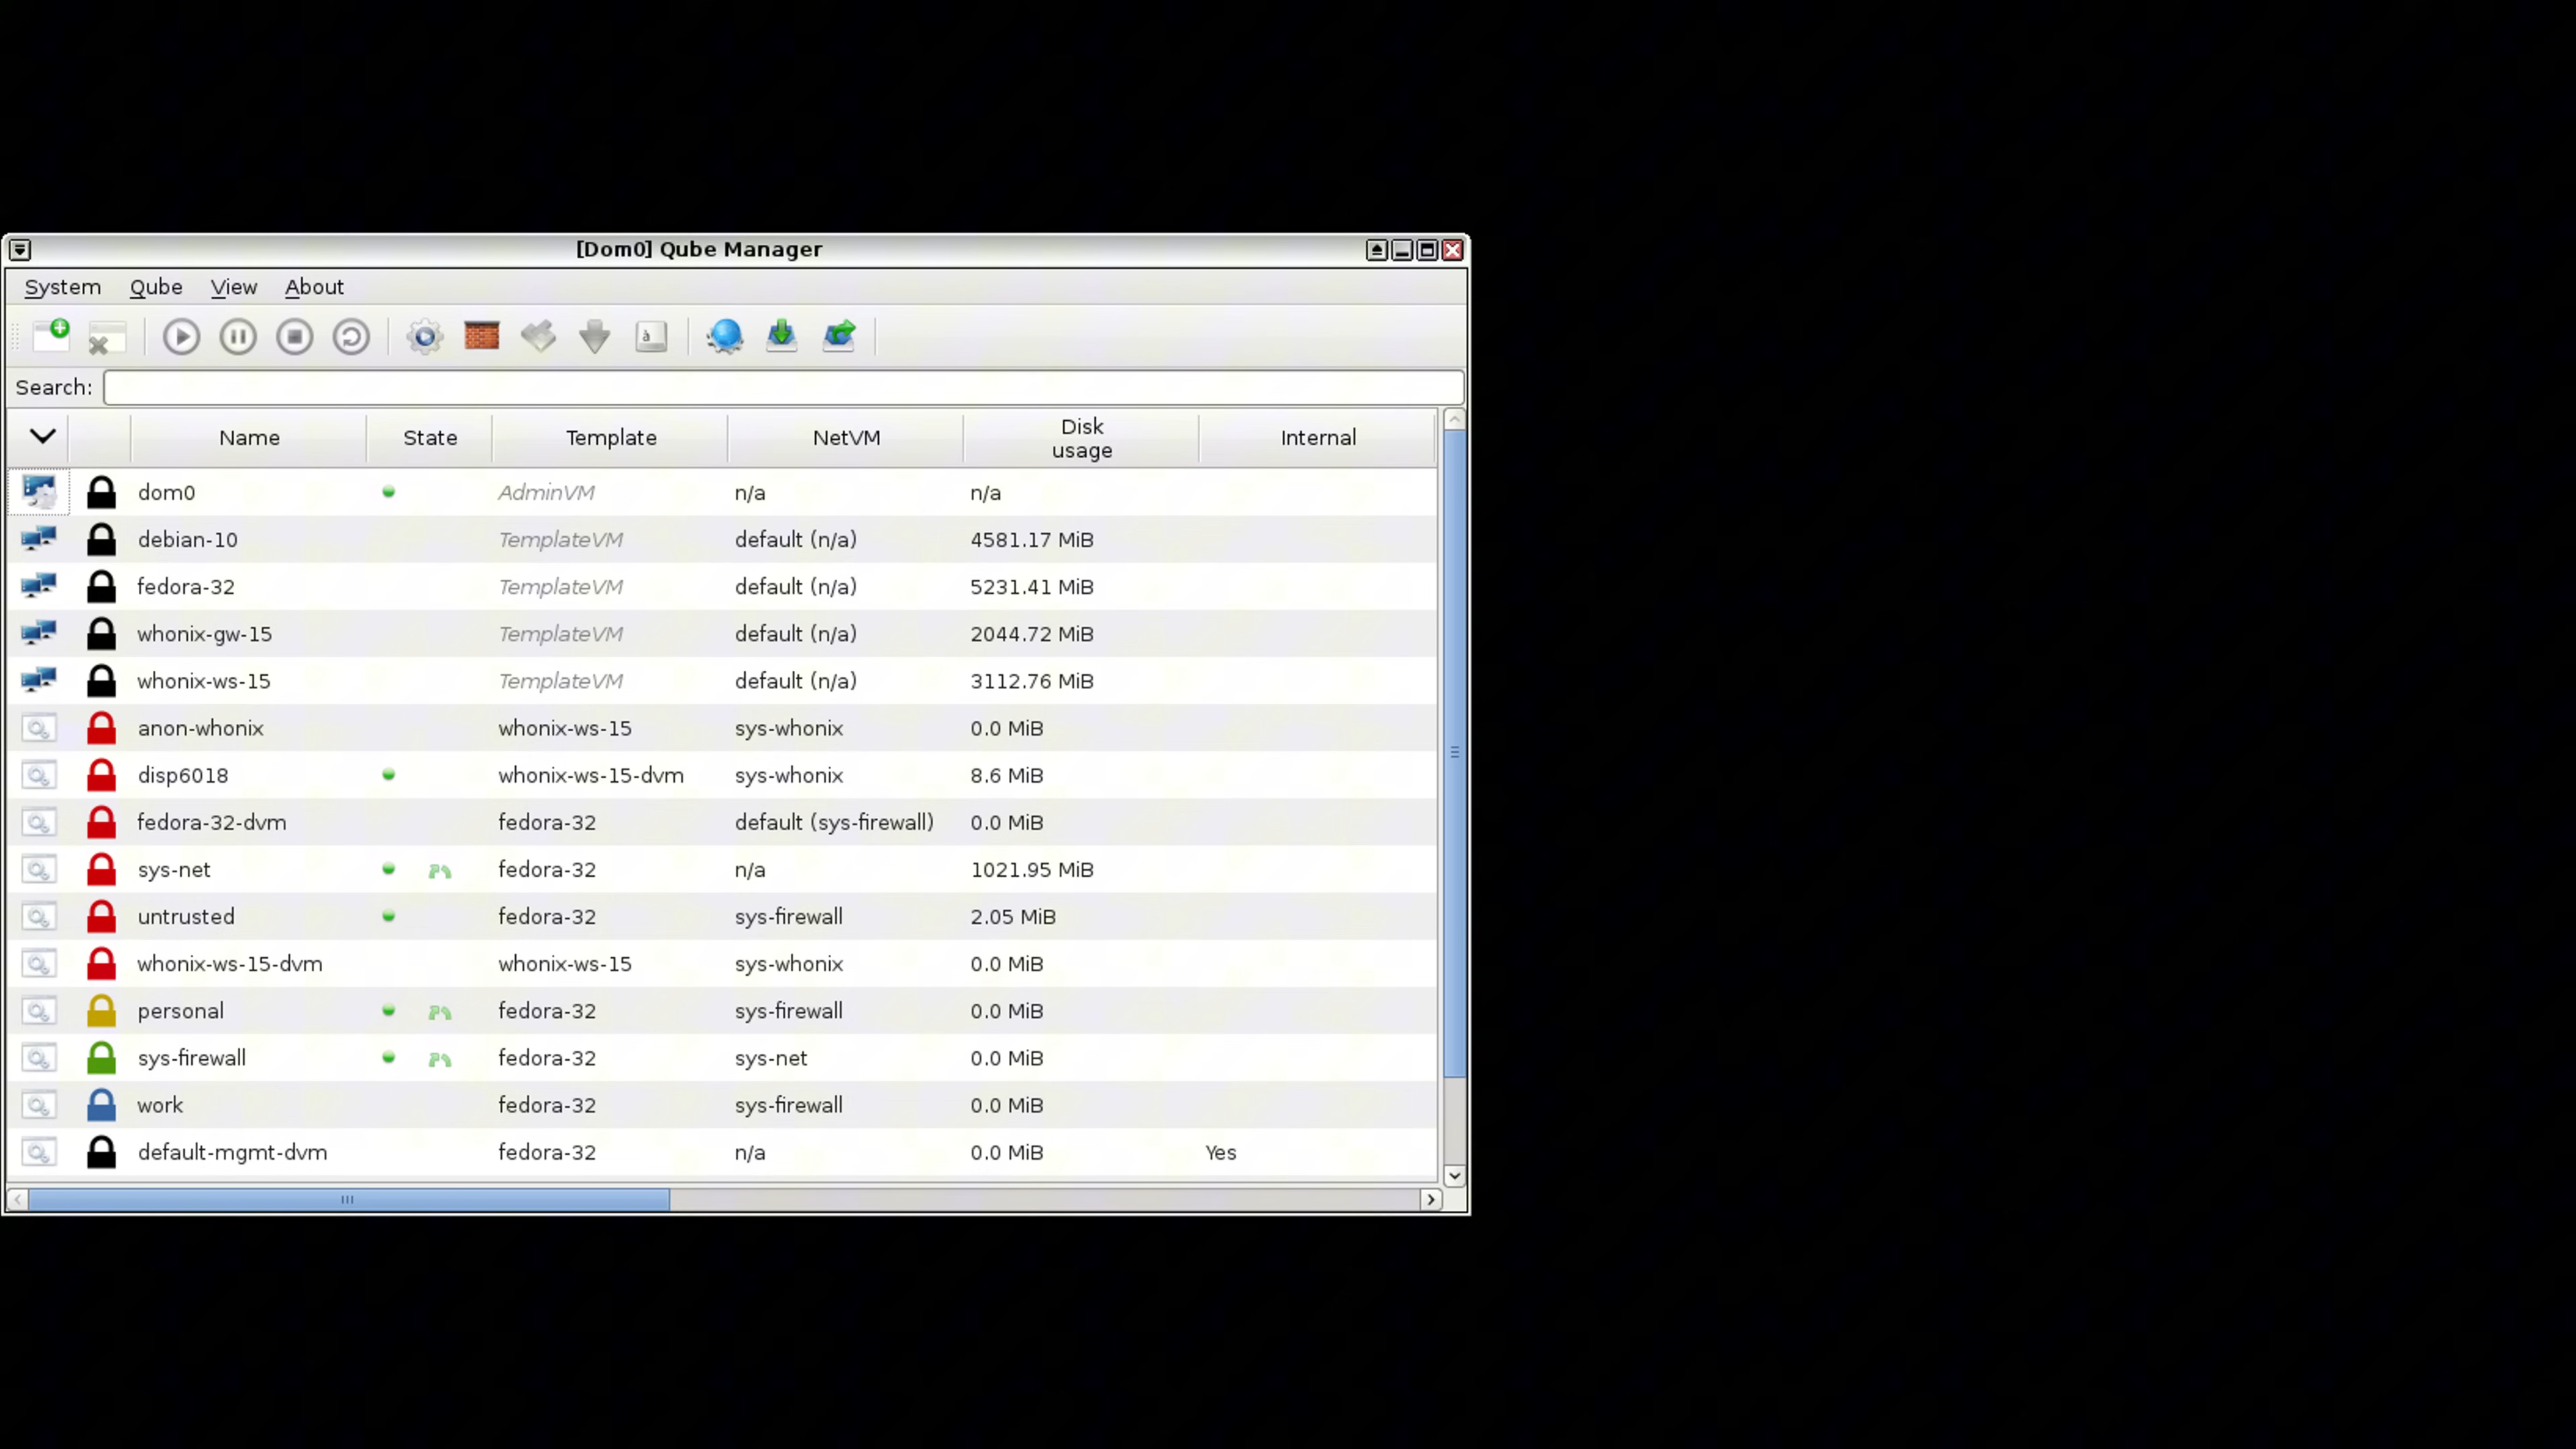 [Dom0] Qube Manager
System Qube View About
Search:
Name State Template NetVM Disk usage Internal
dom0 AdminVM n/a n/a
debian-10 TemplateVM default (n/a) 4581.17 MiB
fedora-32 TemplateVM default (n/a) 5231.41 MiB
whonix-gw-15 TemplateVM default (n/a) 2044.72 MiB
whonix-ws-15 TemplateVM default (n/a) 3112.76 MiB
anon-whonix whonix-ws-15 sys-whonix 0.0 MiB
disp6018 whonix-ws-15-dvm sys-whonix 8.6 MiB
fedora-32-dvm fedora-32 default (sys-firewall) 0.0 MiB
sys-net fedora-32 n/a 1021.95 MiB
untrusted fedora-32 sys-firewall 2.05 MiB
whonix-ws-15-dvm whonix-ws-15 sys-whonix 0.0 MiB
personal fedora-32 sys-firewall 0.0 MiB
sys-firewall fedora-32 sys-net 0.0 MiB
work fedora-32 sys-firewall 0.0 MiB
default-mgmt-dvm fedora-32 n/a 0.0 MiB Yes